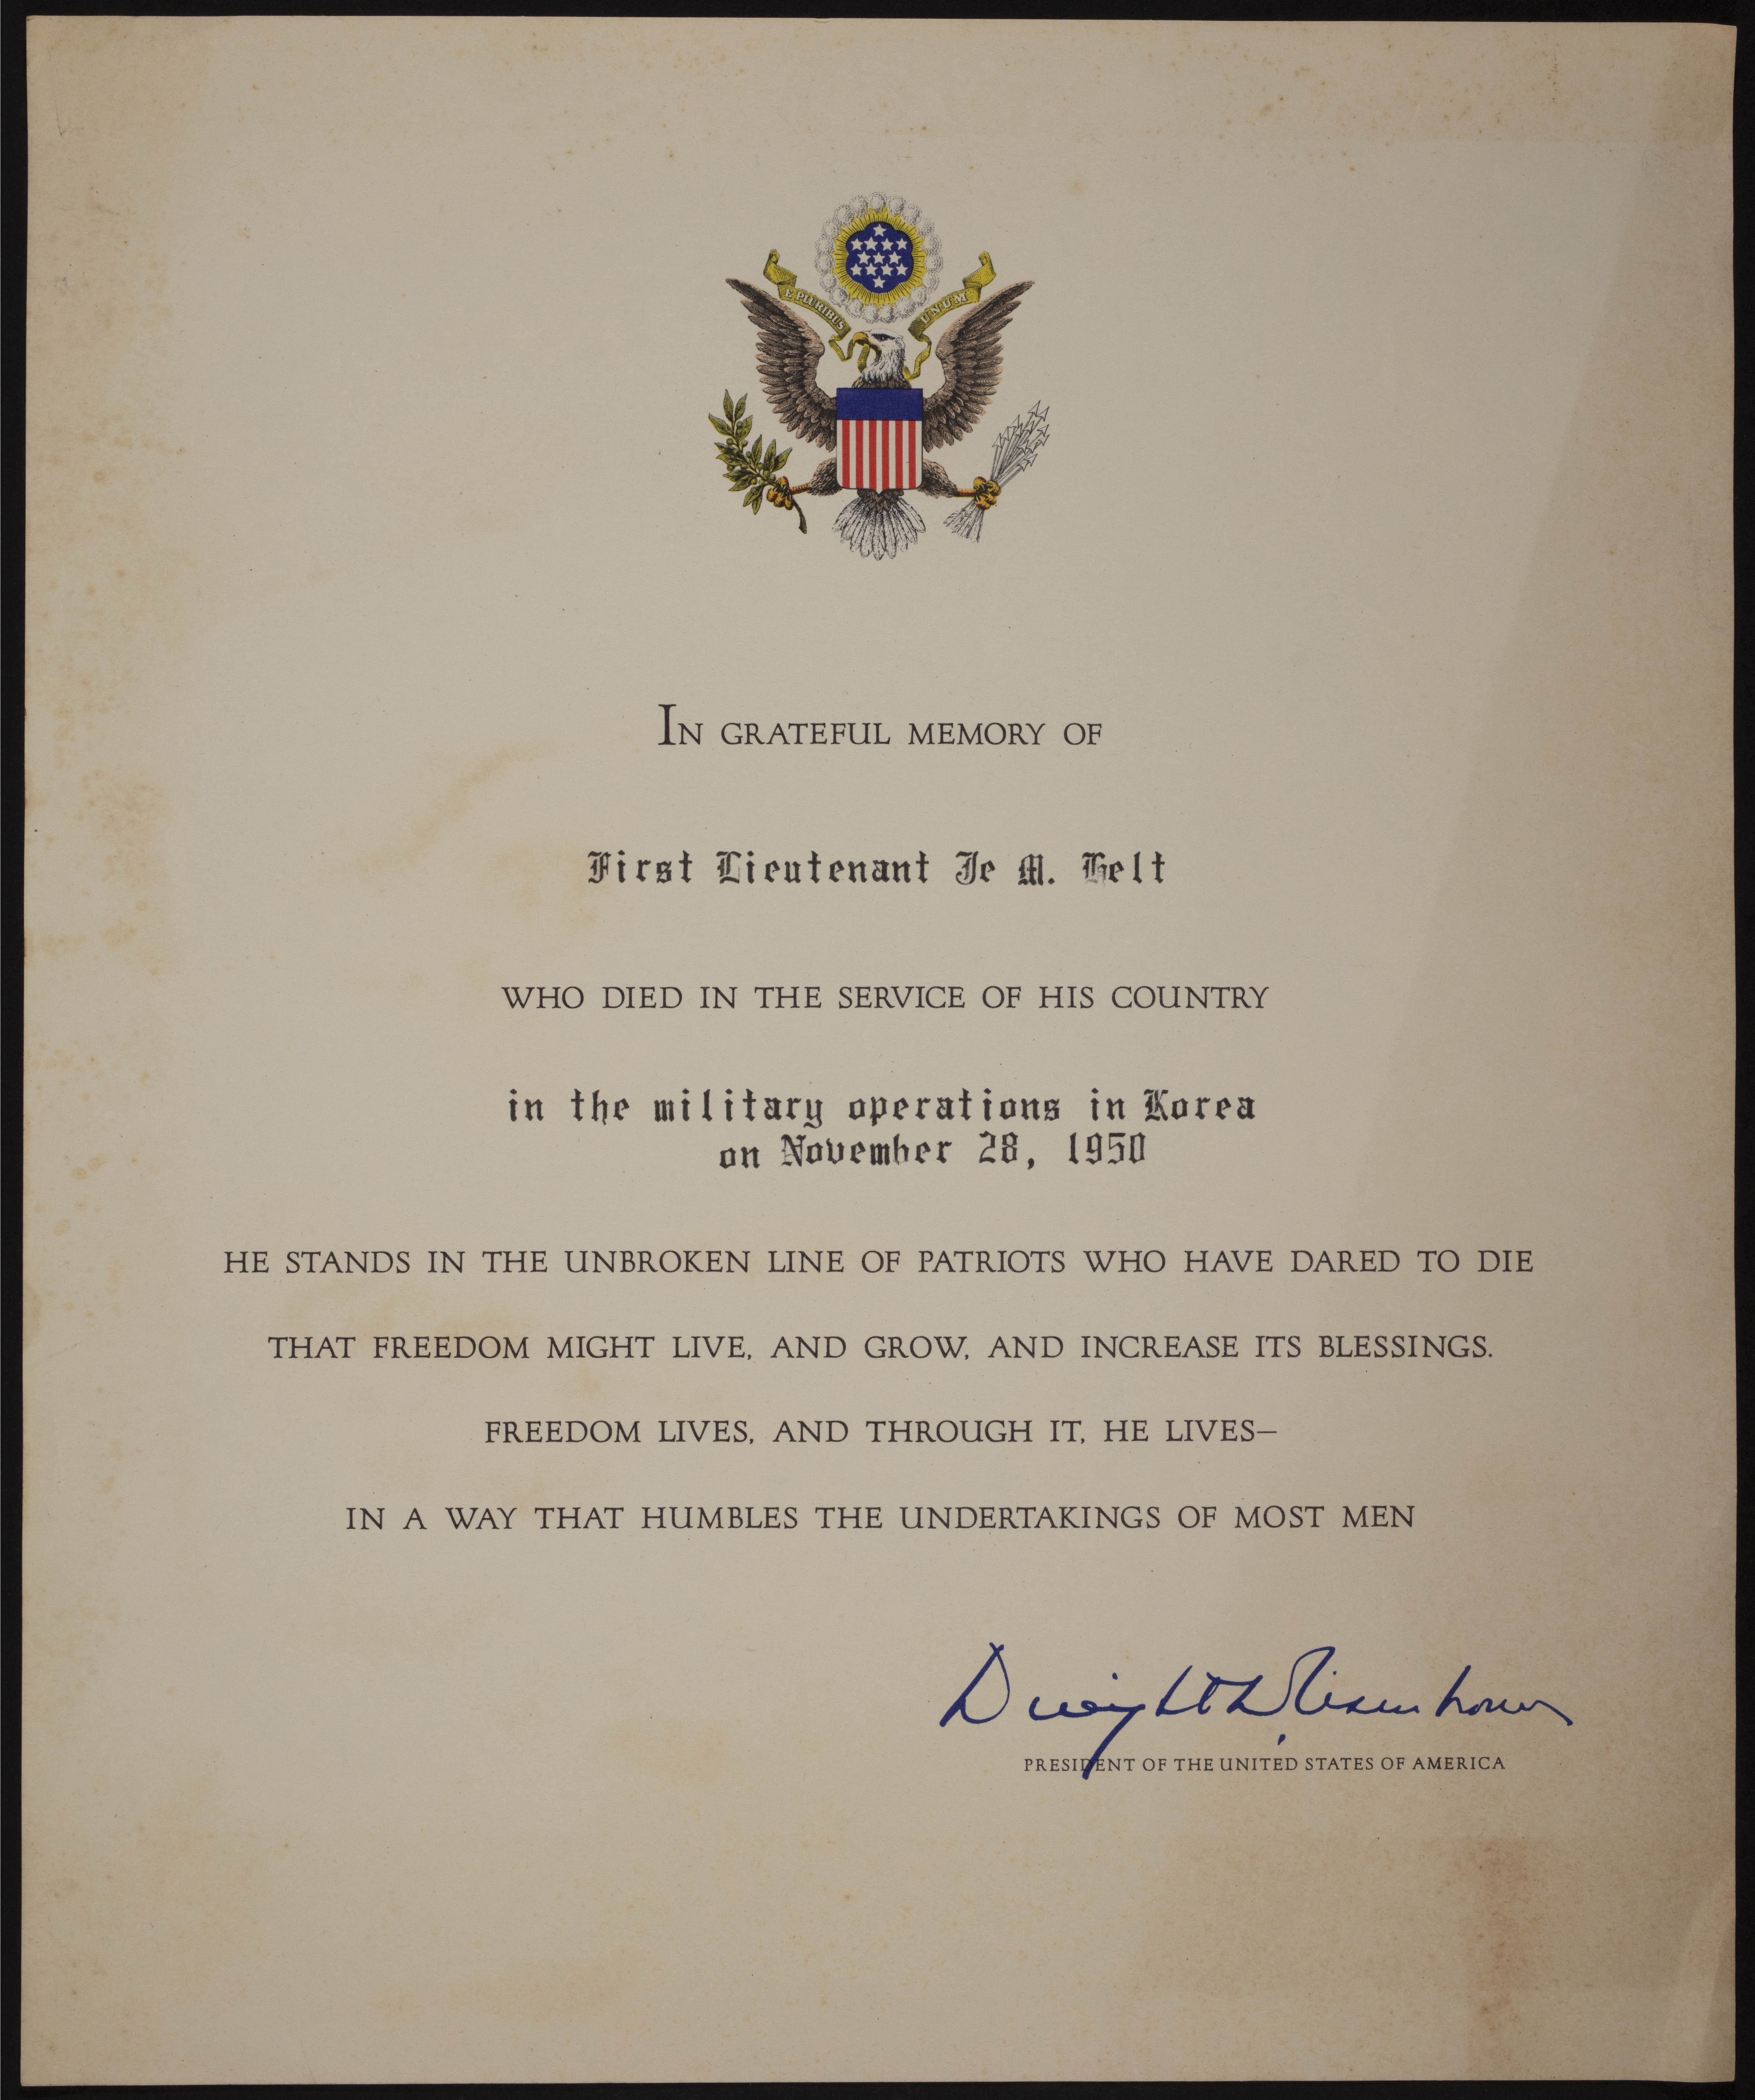 E PLURIBUS UNUM
IN GRATEFUL MEMORY OF
First Lieutenant Je M. Helt
WHO DIED IN THE SERVICE OF HIS COUNTRY
in the military operations in Korea
on November 28, 1950
HE STANDS IN THE UNBROKEN LINE OF PATRIOTS WHO HAVE DARED TO DIE
THAT FREEDOM MIGHT LIVE, AND GROW, AND INCREASE ITS BLESSINGS.
FREEDOM LIVES, AND THROUGH IT, HE LIVES—
IN A WAY THAT HUMBLES THE UNDERTAKINGS OF MOST MEN
Dwight D Eisenhower
PRESIDENT OF THE UNITED STATES OF AMERICA